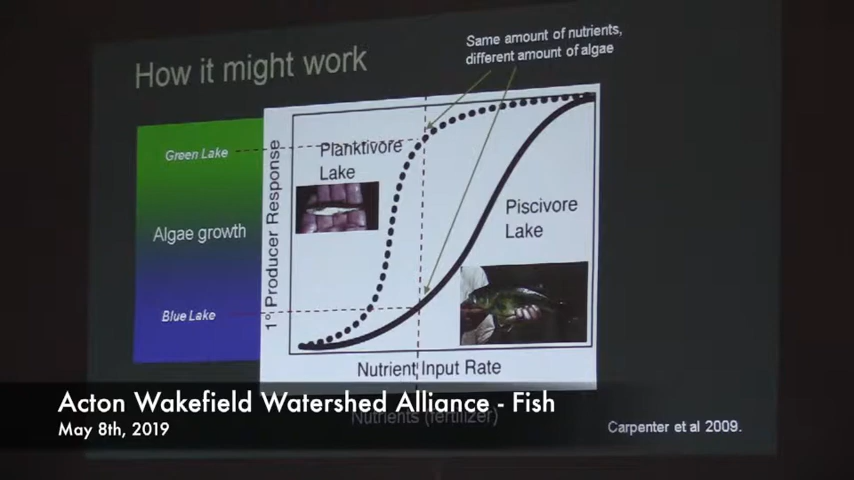 How it might work
Same amount of nutrients,
different amount of algae
Green Lake
Algae growth
Blue Lake
1° Producer Response
Planktivore
Lake
Piscivore
Lake
Nutrient Input Rate
Nutrients (fertilizer)
Carpenter et al 2009.
Acton Wakefield Watershed Alliance - Fish
May 8th, 2019